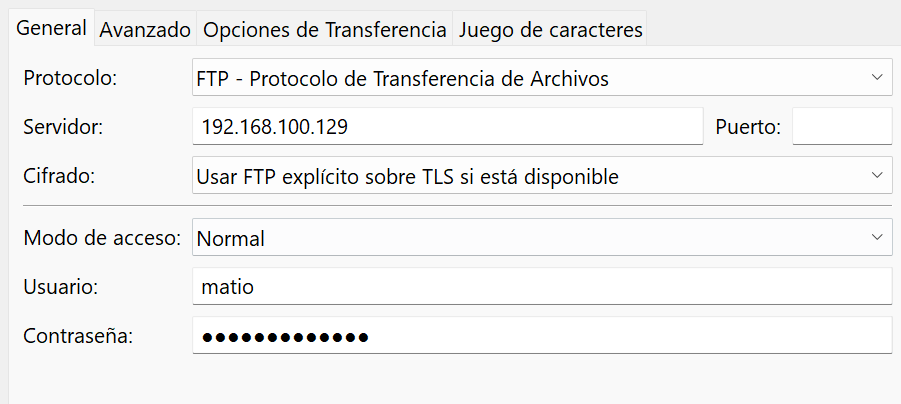 General Avanzado Opciones de Transferencia Juego de caracteres
Protocolo: FTP - Protocolo de Transferencia de Archivos
Servidor: 192.168.100.129 Puerto:
Cifrado: Usar FTP explícito sobre TLS si está disponible
Modo de acceso: Normal
Usuario: matio
Contraseña: ●●●●●●●●●●●●●